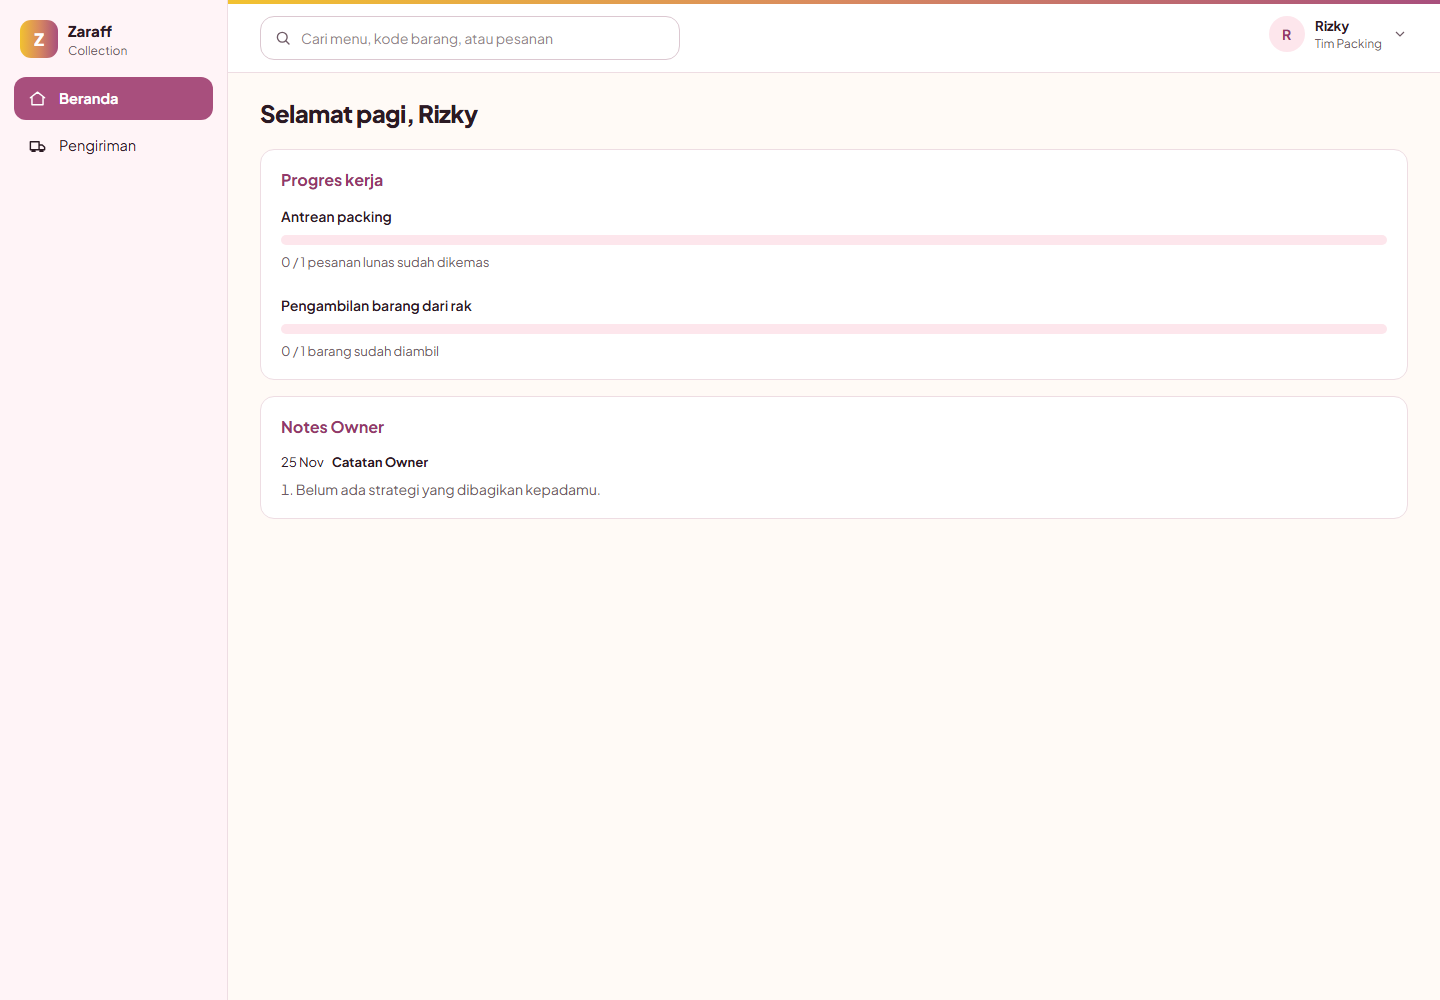 Z
Zaraff
Collection
Beranda
Pengiriman
Cari menu, kode barang, atau pesanan
R
Rizky
Tim Packing
Selamat pagi, Rizky
Progres kerja
Antrean packing
0 / 1 pesanan lunas sudah dikemas
Pengambilan barang dari rak
0 / 1 barang sudah diambil
Notes Owner
25 Nov Catatan Owner
1. Belum ada strategi yang dibagikan kepadamu.